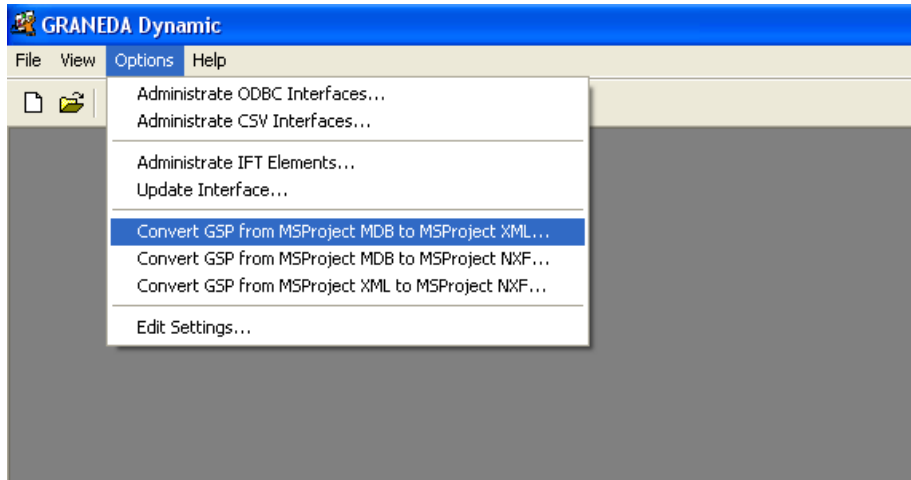 GRANEDA Dynamic
File View Options Help
Administrate ODBC Interfaces...
Administrate CSV Interfaces...
Administrate IFT Elements...
Update Interface...
Convert GSP from MSProject MDB to MSProject XML...
Convert GSP from MSProject MDB to MSProject NXF...
Convert GSP from MSProject XML to MSProject NXF...
Edit Settings...